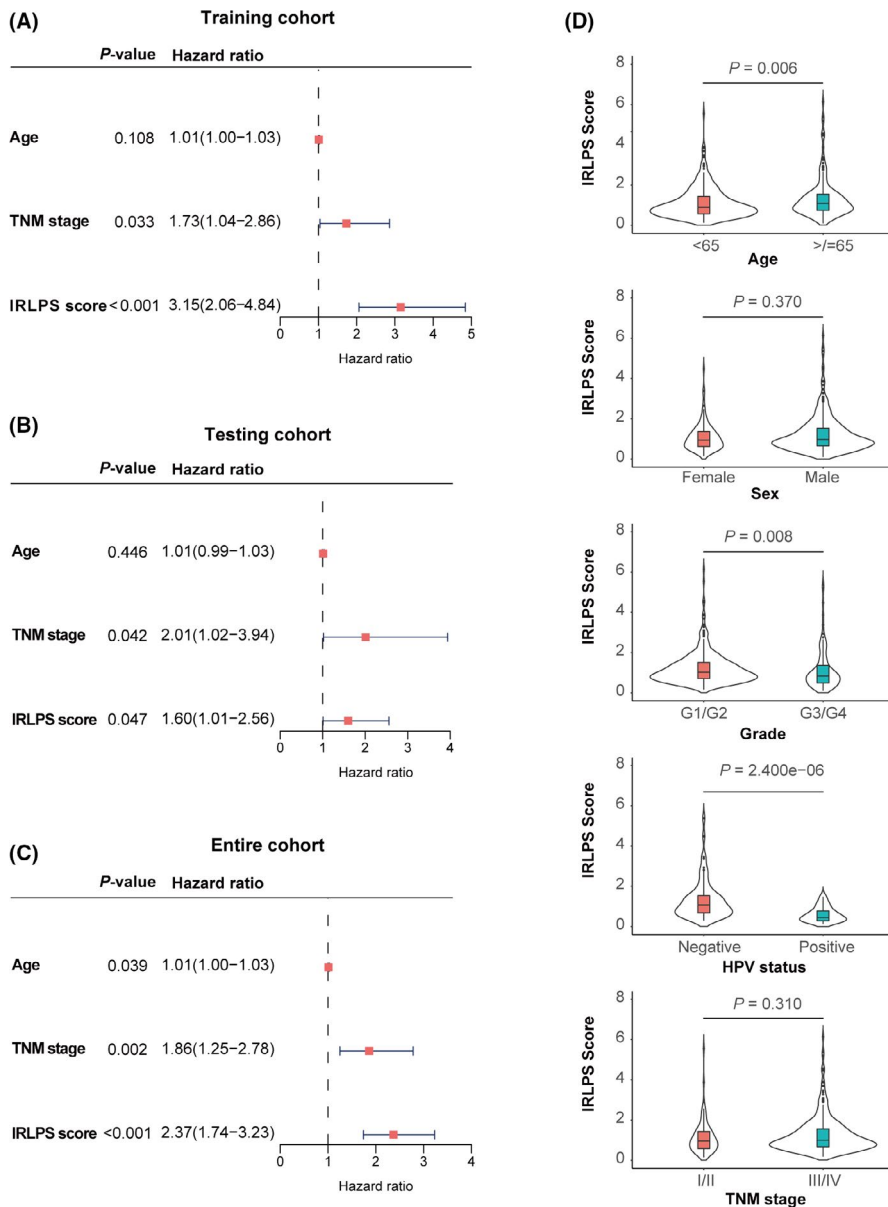 (A)
Training cohort
P-value Hazard ratio
Age 0.108 1.01(1.00−1.03)
TNM stage 0.033 1.73(1.04−2.86)
IRLPS score <0.001 3.15(2.06−4.84)
0 1 2 3 4 5
Hazard ratio
(B)
Testing cohort
P-value Hazard ratio
Age 0.446 1.01(0.99−1.03)
TNM stage 0.042 2.01(1.02−3.94)
IRLPS score 0.047 1.60(1.01−2.56)
0 1 2 3 4
Hazard ratio
(C)
Entire cohort
P-value Hazard ratio
Age 0.039 1.01(1.00−1.03)
TNM stage 0.002 1.86(1.25−2.78)
IRLPS score <0.001 2.37(1.74−3.23)
0 1 2 3 4
Hazard ratio
(D)
P = 0.006
IRLPS Score
8
6
4
2
0
<65 >/=65
Age
P = 0.370
IRLPS Score
8
6
4
2
0
Female Male
Sex
P = 0.008
IRLPS Score
8
6
4
2
0
G1/G2 G3/G4
Grade
P = 2.400e−06
IRLPS Score
8
6
4
2
0
Negative Positive
HPV status
P = 0.310
IRLPS Score
8
6
4
2
0
I/II III/IV
TNM stage